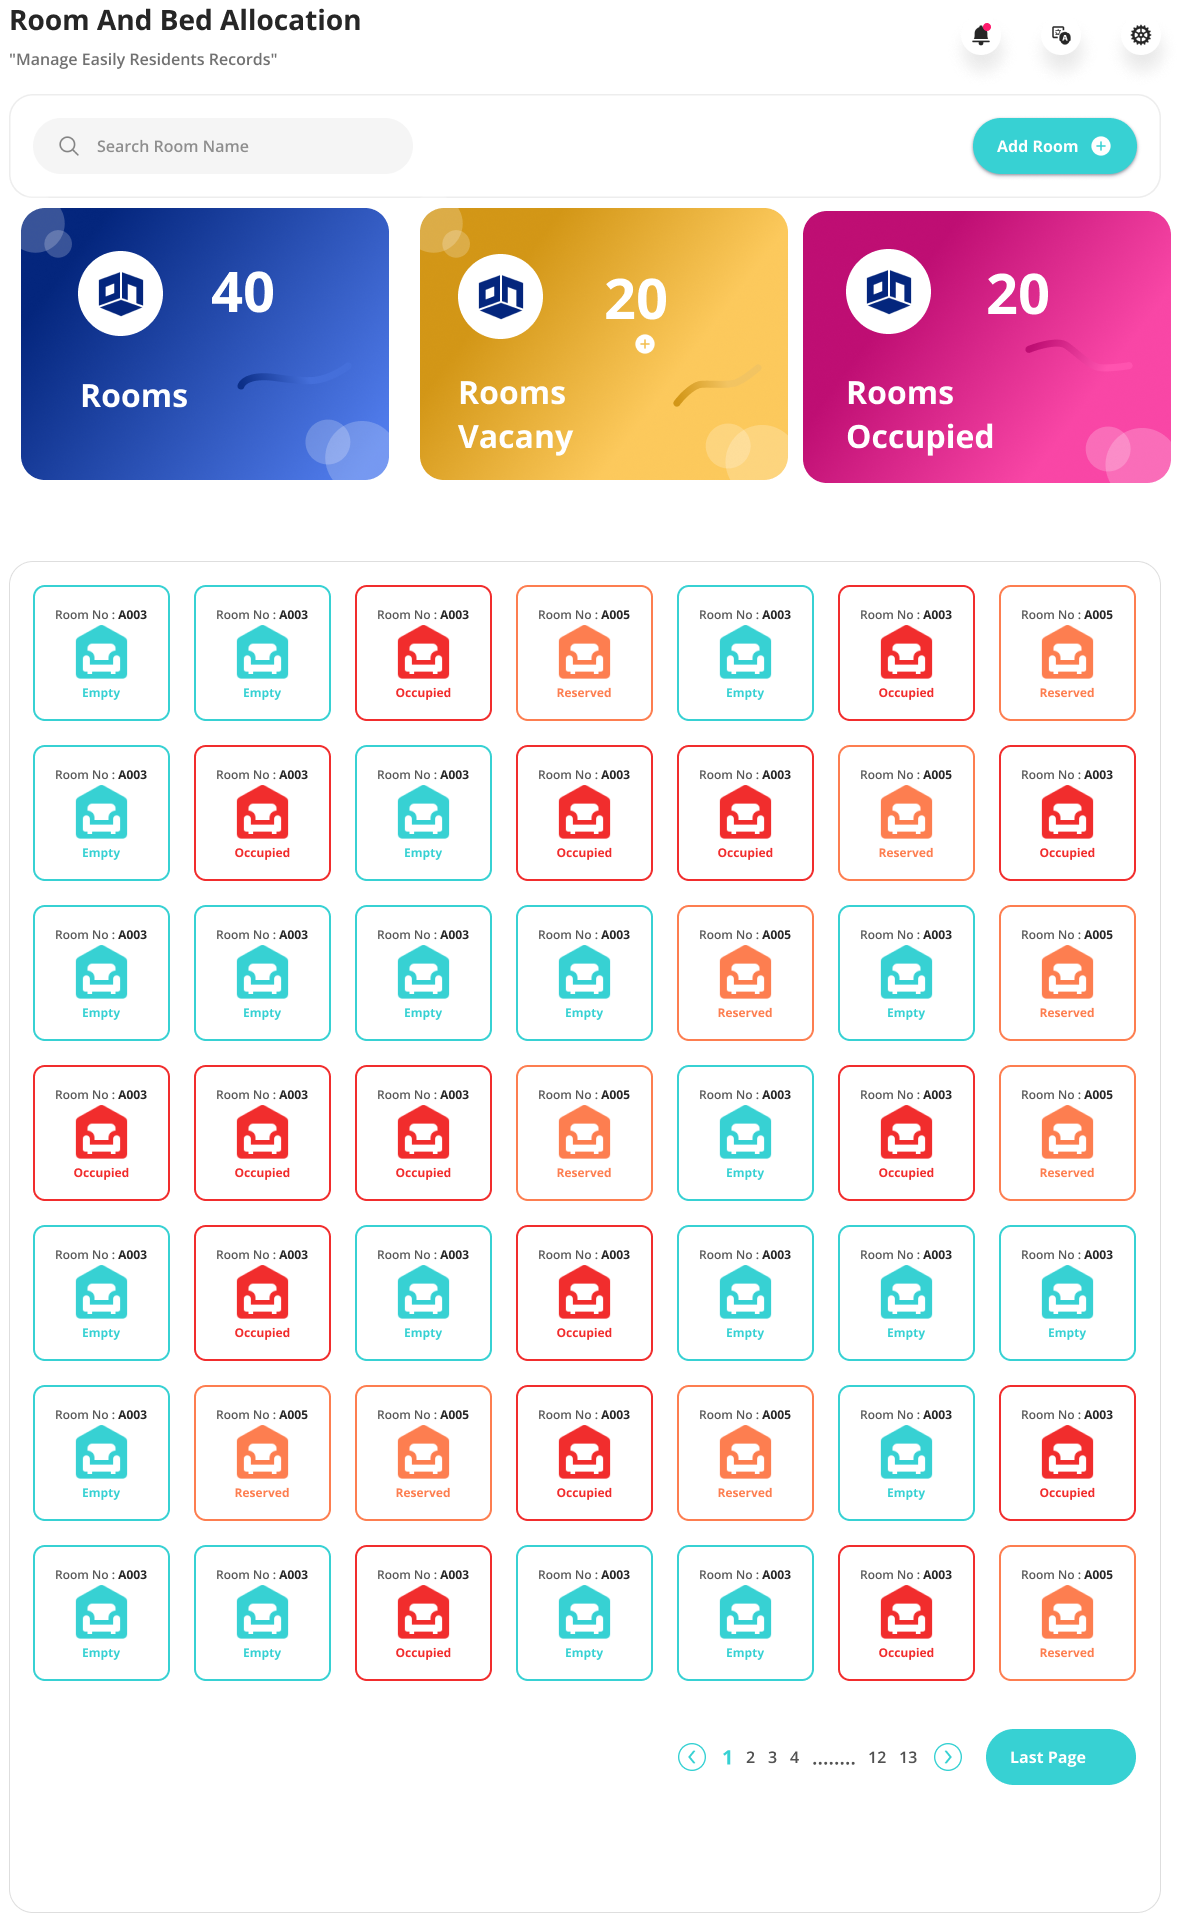 Room And Bed Allocation
"Manage Easily Residents Records"
A
Search Room Name
Add Room
40
20
20
Rooms
Rooms
Vacany
Rooms
Occupied
Room No : A003 Room No : A003 Room No : A003 Room No : A005 Room No : A003 Room No : A003 Room No : A005
Empty Empty Occupied Reserved Empty Occupied Reserved
Room No : A003 Room No : A003 Room No : A003 Room No : A003 Room No : A003 Room No : A005 Room No : A003
Empty Occupied Empty Occupied Occupied Reserved Occupied
Room No : A003 Room No : A003 Room No : A003 Room No : A003 Room No : A005 Room No : A003 Room No : A005
Empty Empty Empty Empty Reserved Empty Reserved
Room No : A003 Room No : A003 Room No : A003 Room No : A005 Room No : A003 Room No : A003 Room No : A005
Occupied Occupied Occupied Reserved Empty Occupied Reserved
Room No : A003 Room No : A003 Room No : A003 Room No : A003 Room No : A003 Room No : A003 Room No : A003
Empty Occupied Empty Occupied Empty Empty Empty
Room No : A003 Room No : A005 Room No : A005 Room No : A003 Room No : A005 Room No : A003 Room No : A003
Empty Reserved Reserved Occupied Reserved Empty Occupied
Room No : A003 Room No : A003 Room No : A003 Room No : A003 Room No : A003 Room No : A003 Room No : A005
Empty Empty Occupied Empty Empty Occupied Reserved
1 2 3 4 ........ 12 13 Last Page